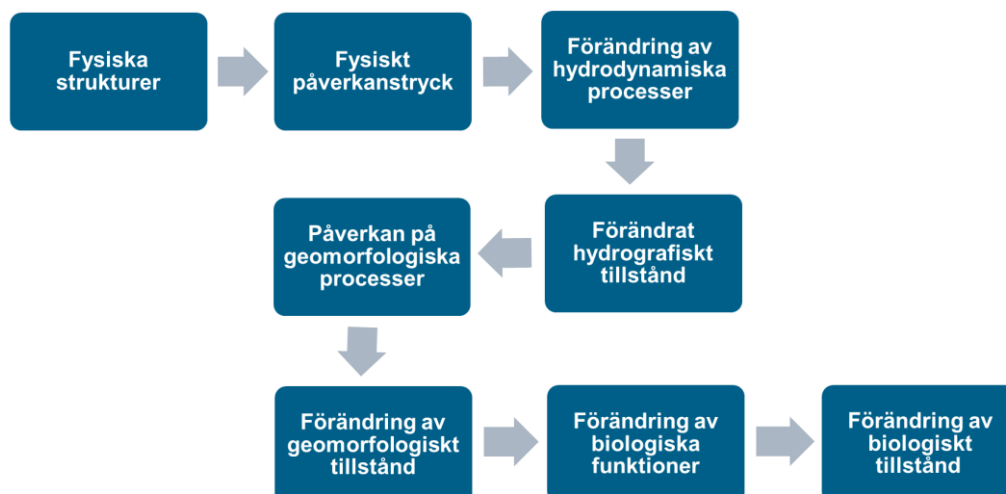 Fysiska
strukturer
Fysiskt
påverkanstryck
Förändring av
hydrodynamiska
processer
Förändrat
hydrografiskt
tillstånd
Påverkan på
geomorfologiska
processer
Förändring av
geomorfologiskt
tillstånd
Förändring av
biologiska
funktioner
Förändring av
biologiskt
tillstånd